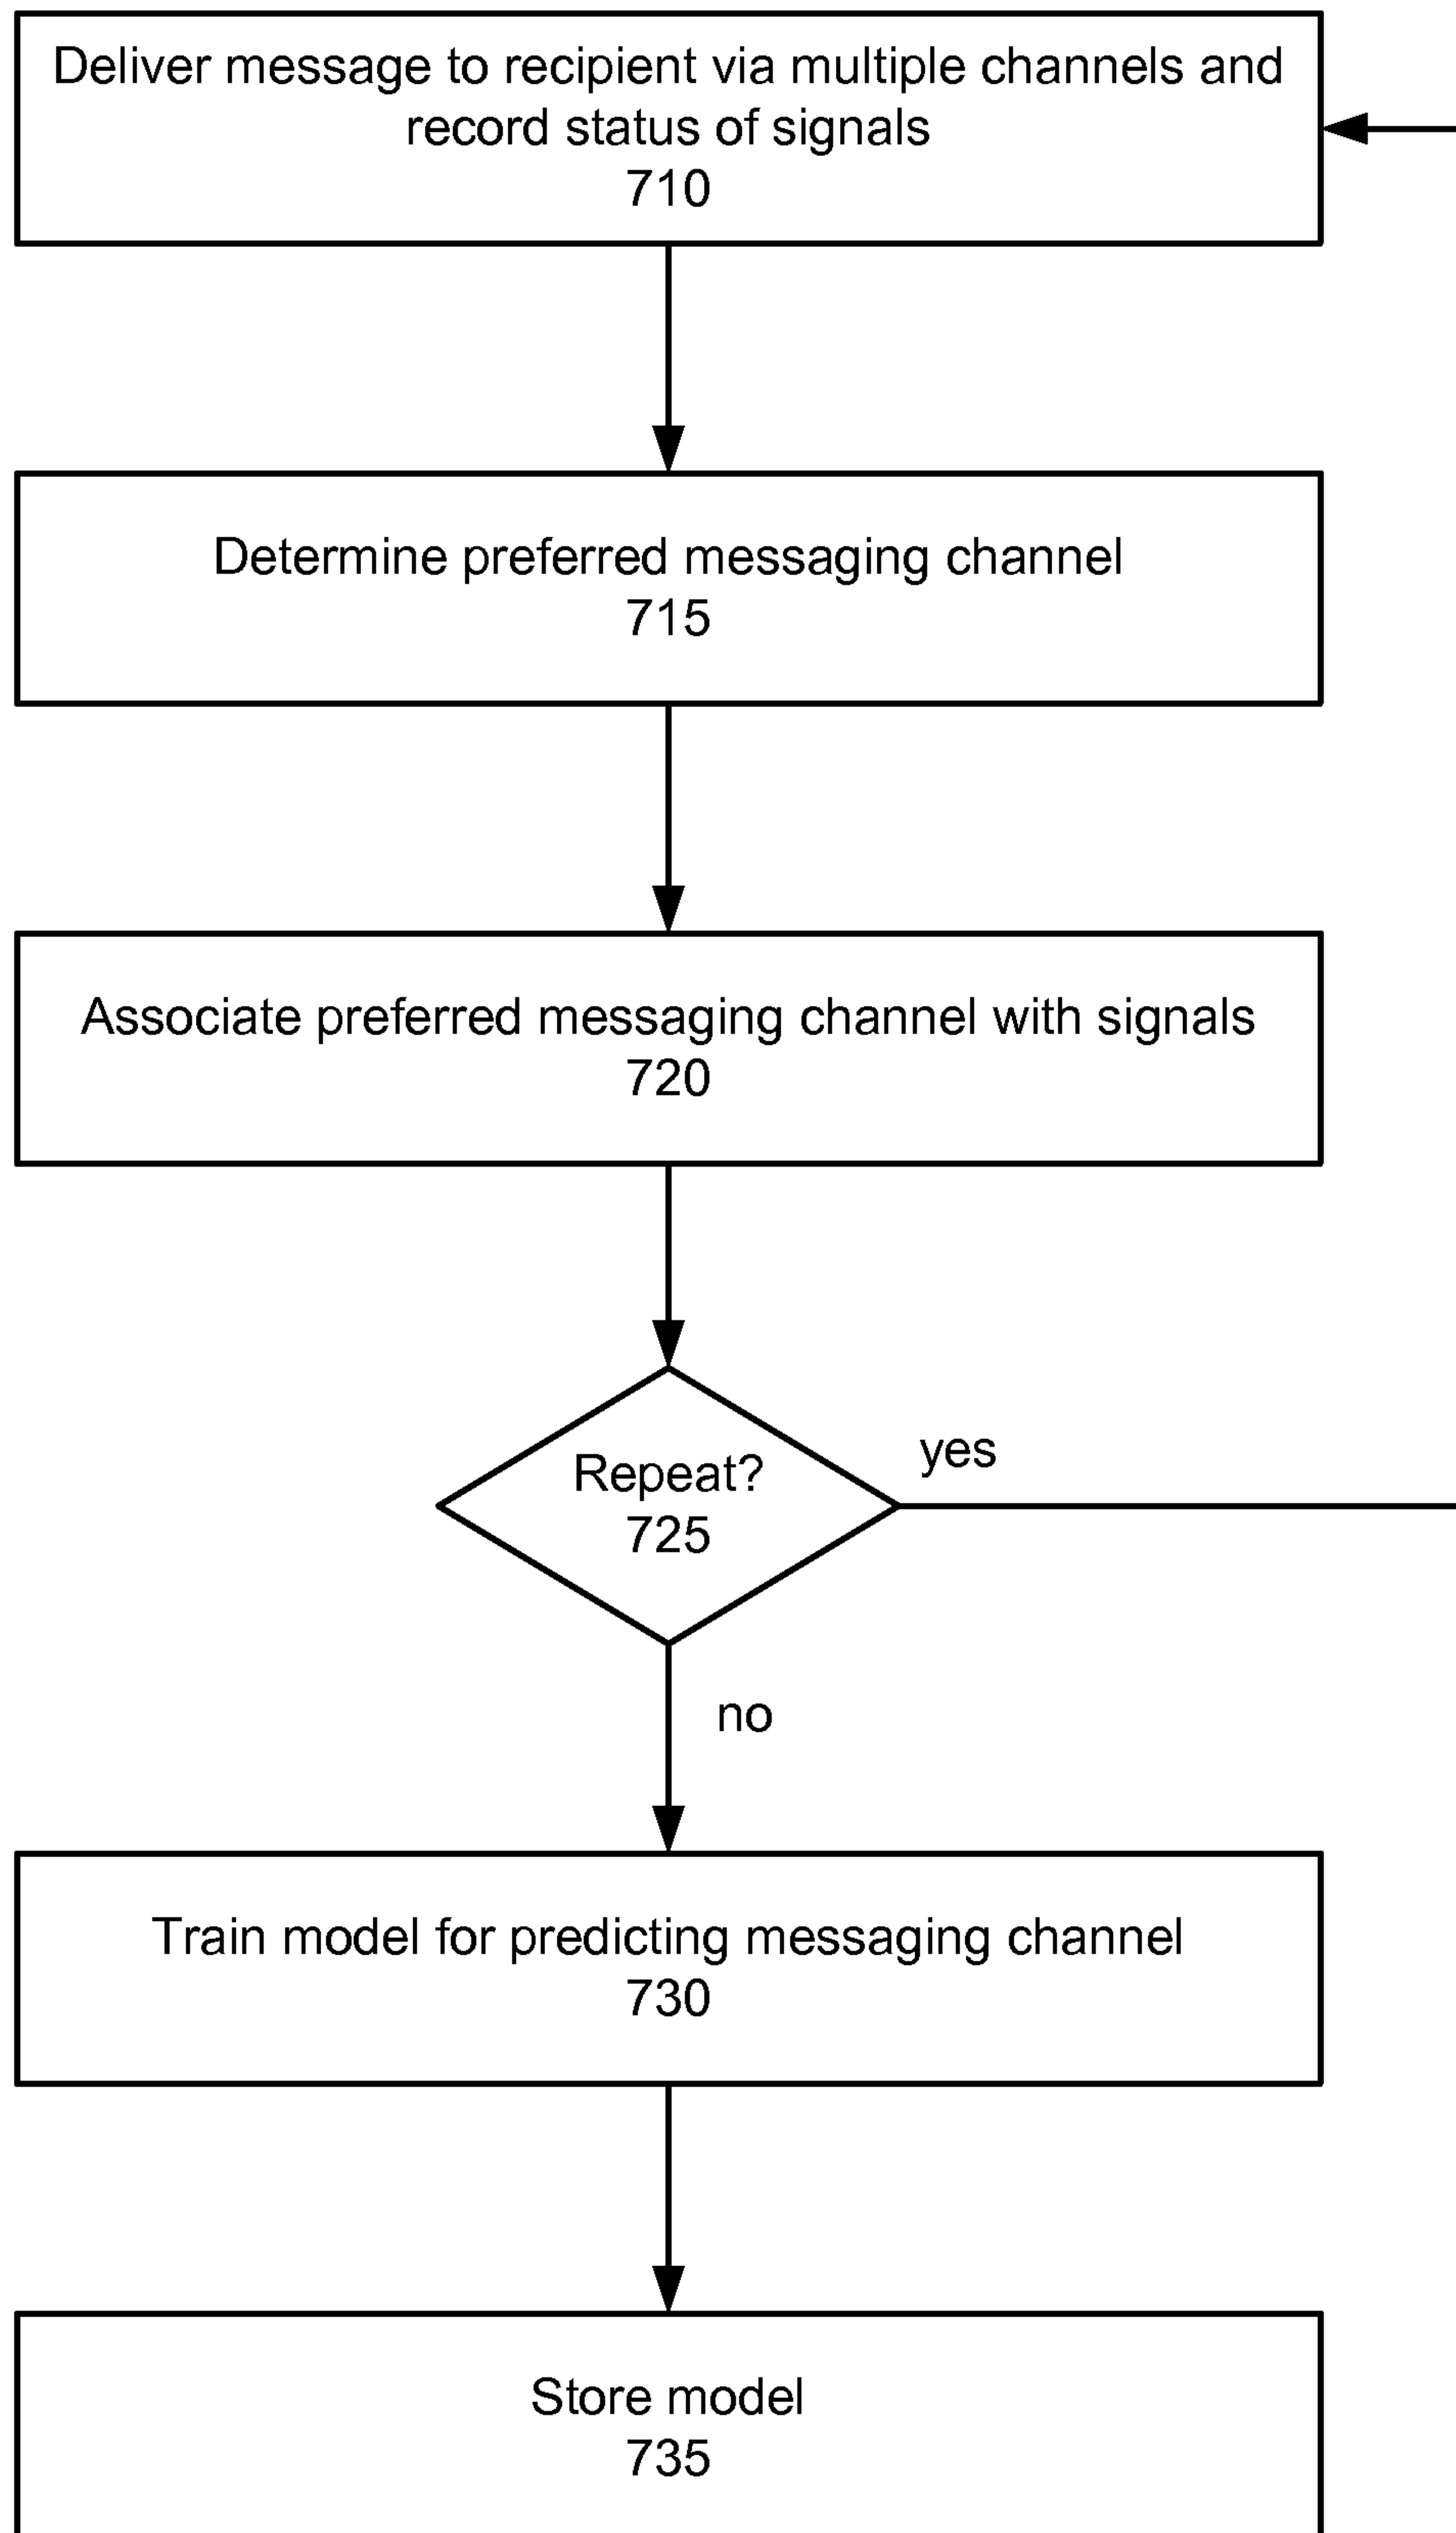 Deliver message to recipient via multiple channels and
record status of signals
710
Determine preferred messaging channel
715
Associate preferred messaging channel with signals
720
Repeat?
725
yes
no
Train model for predicting messaging channel
730
Store model
735